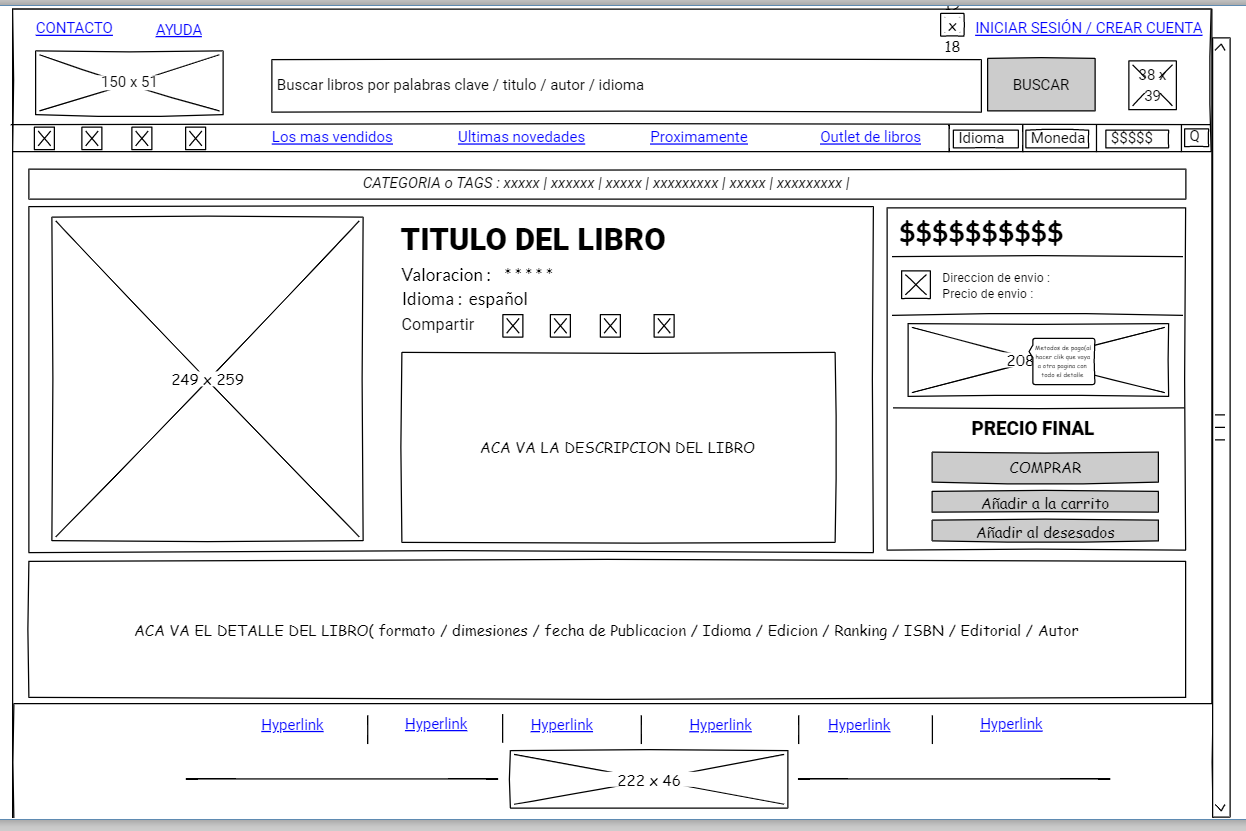 CONTACTO
AYUDA
x
18
INICIAR SESIÓN / CREAR CUENTA
150 x 51
Buscar libros por palabras clave / titulo / autor / idioma
BUSCAR
38 x
39
Los mas vendidos
Ultimas novedades
Proximamente
Outlet de libros
Idioma
Moneda
$$$$$
Q
CATEGORIA o TAGS : xxxxx | xxxxxx | xxxxx | xxxxxxxxx | xxxxx | xxxxxxxxx |
249 x 259
TITULO DEL LIBRO
Valoracion : * * * * *
Idioma : español
Compartir
ACA VA LA DESCRIPCION DEL LIBRO
$$$$$$$$$$
Direccion de envio :
Precio de envio :
208
Metodos de pago(al
hacer clik que vaya
a otra pagina con
todo el detalle
PRECIO FINAL
COMPRAR
Añadir a la carrito
Añadir al desesados
ACA VA EL DETALLE DEL LIBRO( formato / dimesiones / fecha de Publicacion / Idioma / Edicion / Ranking / ISBN / Editorial / Autor
Hyperlink
Hyperlink
Hyperlink
Hyperlink
Hyperlink
Hyperlink
222 x 46